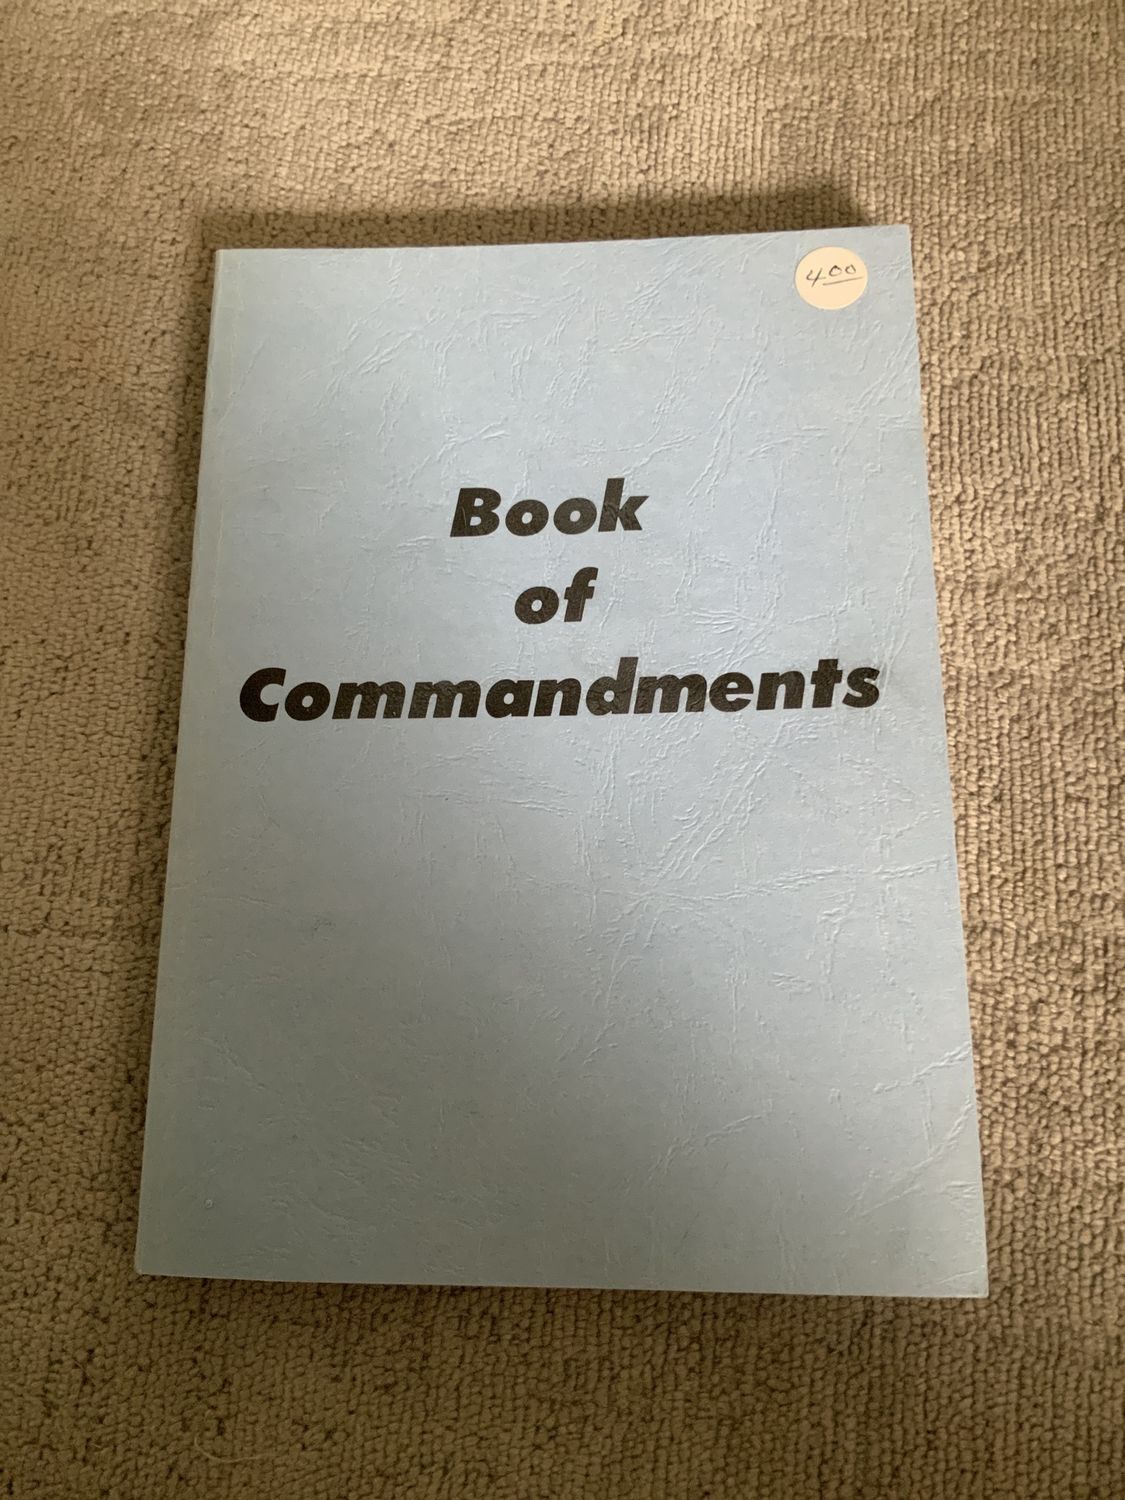 4.00
Book
of
Commandments